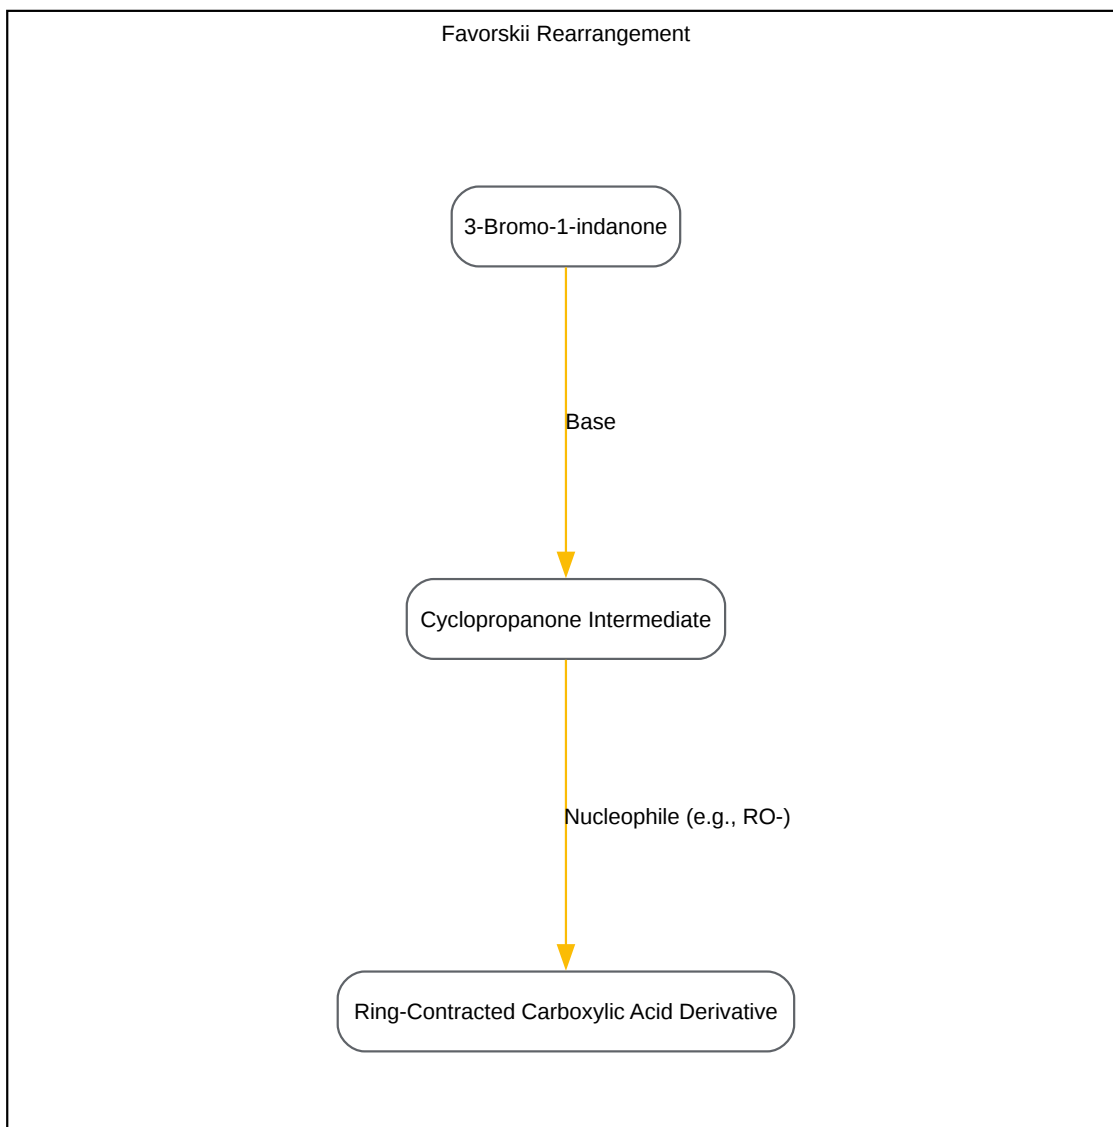 Favorskii Rearrangement
3-Bromo-1-indanone
Base
Cyclopropanone Intermediate
Nucleophile (e.g., RO-)
Ring-Contracted Carboxylic Acid Derivative